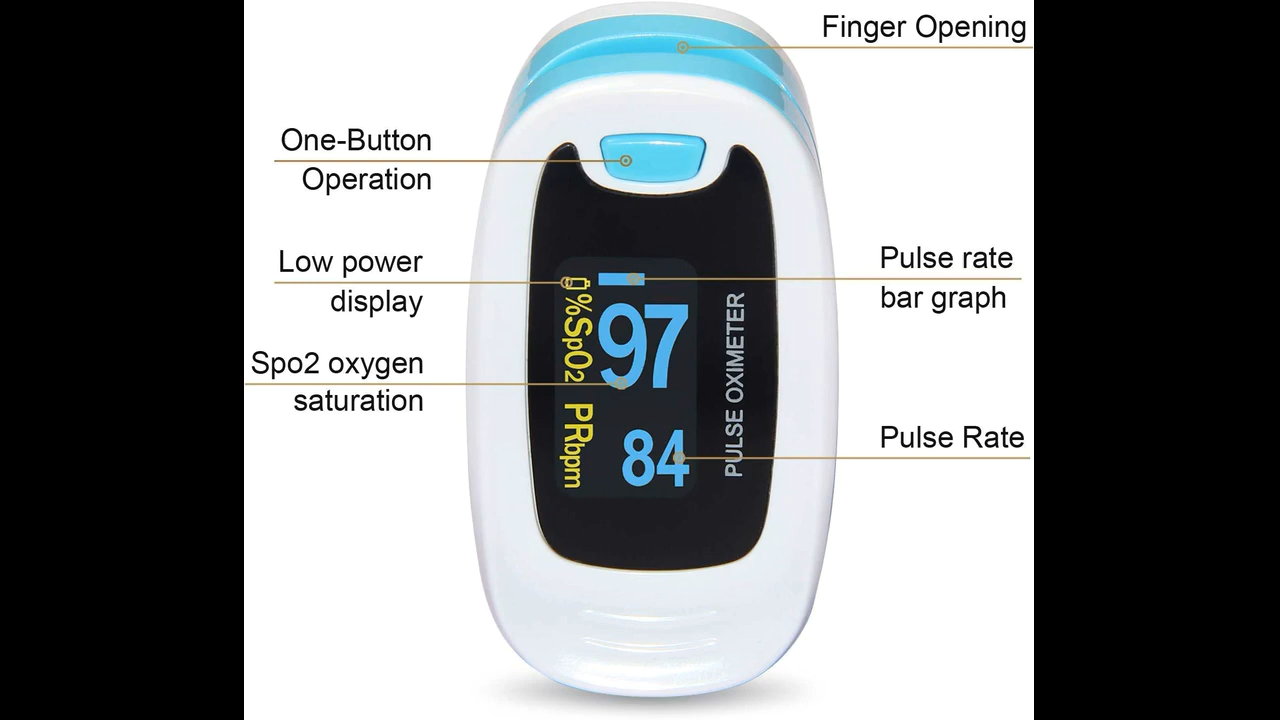 Finger Opening
One-Button
Operation
Low power
display
Pulse rate
bar graph
Spo2 oxygen
saturation
Pulse Rate
%SpO2
97
PRbpm
84
PULSE OXIMETER